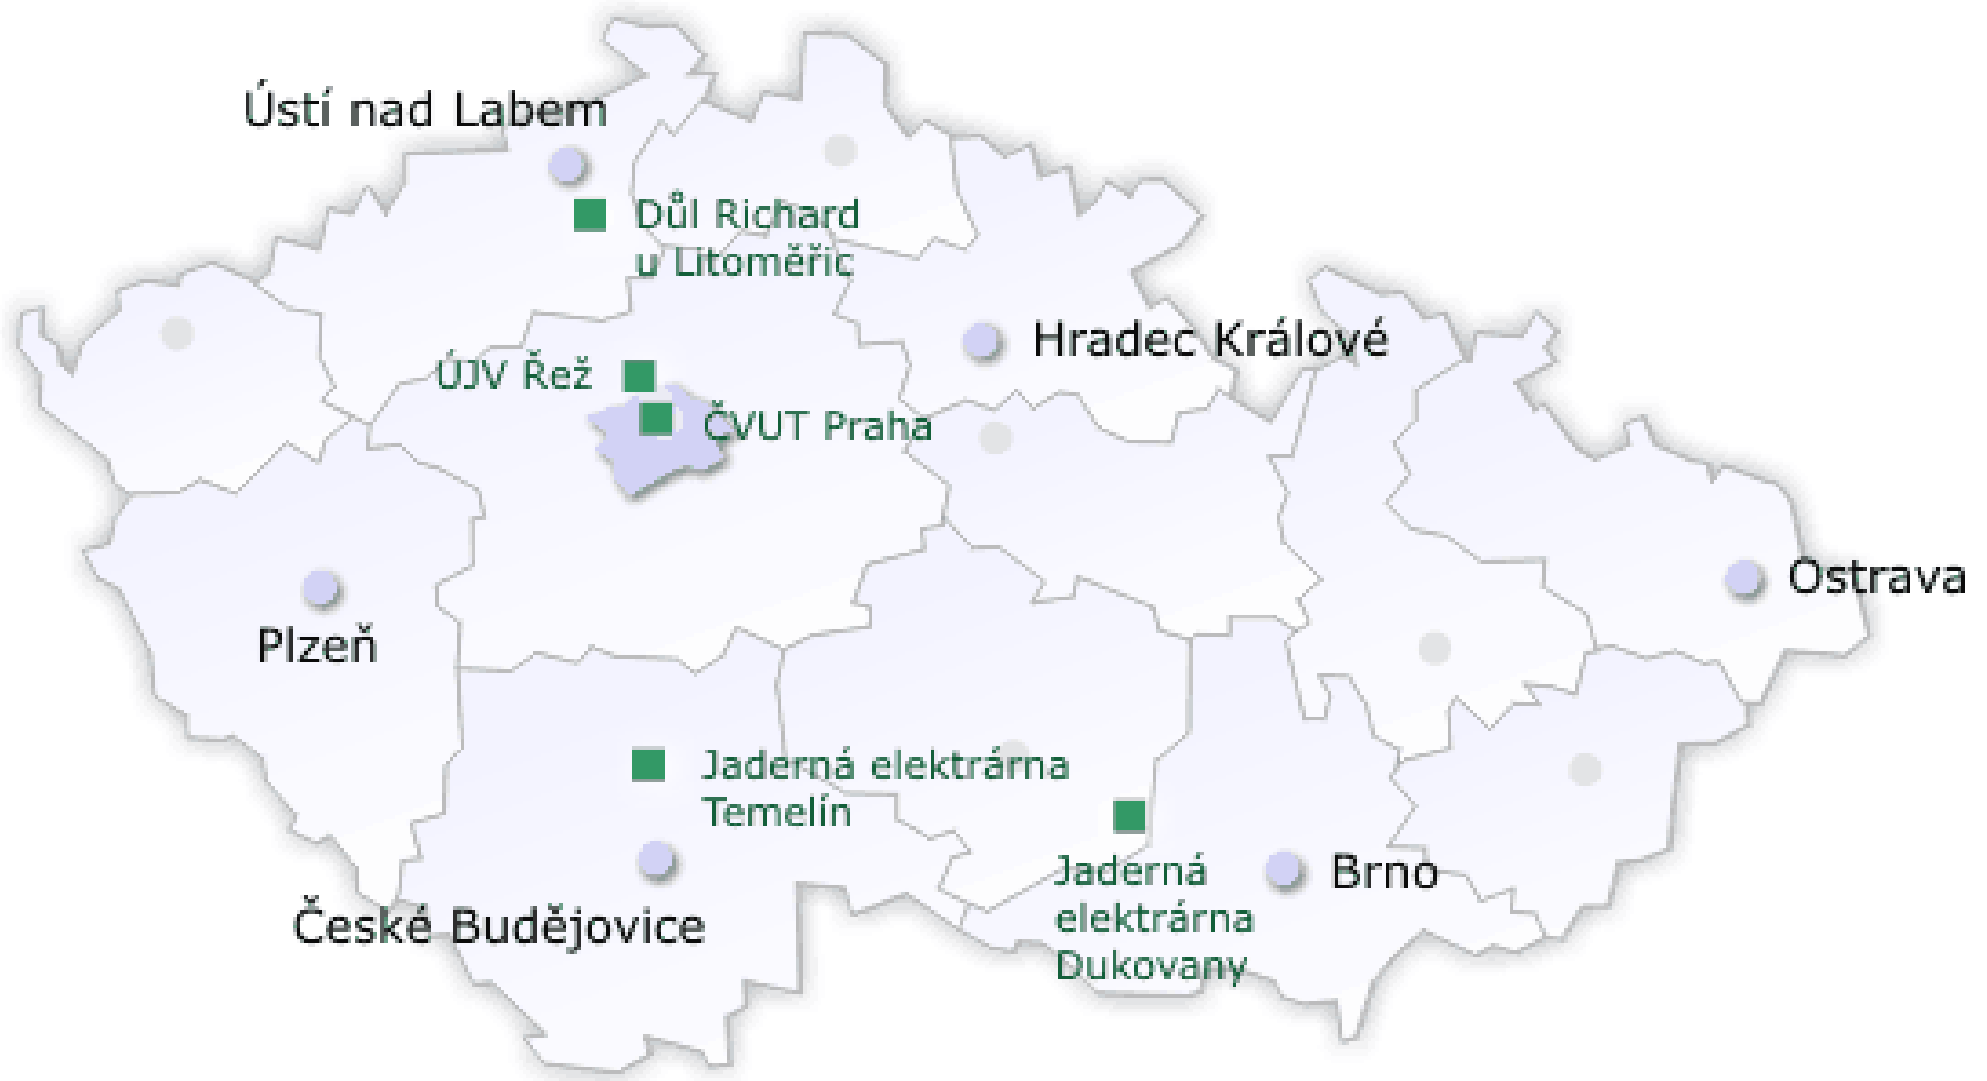 Ústí nad Labem
Důl Richard
u Litoměřic
Hradec Králové
ÚJV Řež
ČVUT Praha
Ostrava
Plzeň
Jaderná elektrárna
Temelín
Jaderná
elektrárna
Dukovany
Brno
České Budějovice